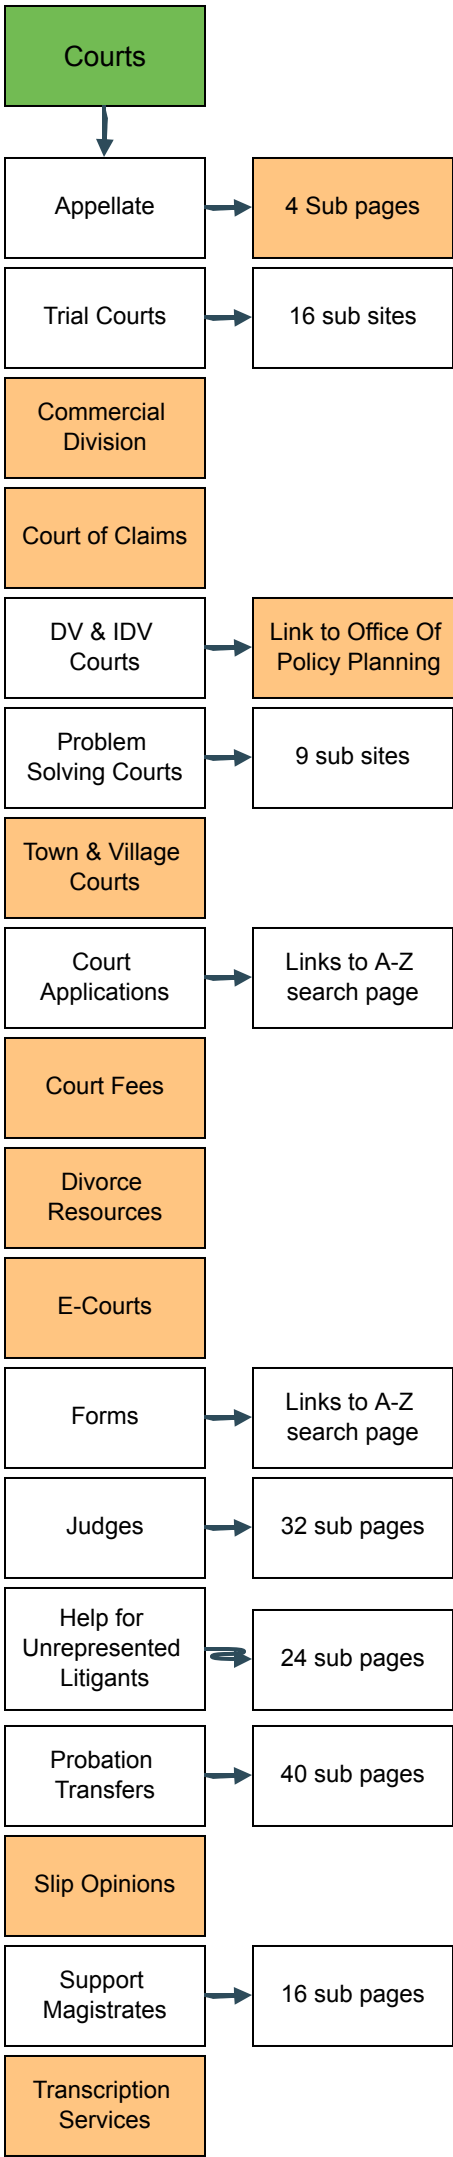 Courts
Appellate
4 Sub pages
Trial Courts
16 sub sites
Commercial
Division
Court of Claims
DV & IDV
Courts
Link to Office Of
Policy Planning
Problem
Solving Courts
9 sub sites
Town & Village
Courts
Court
Applications
Links to A-Z
search page
Court Fees
Divorce
Resources
E-Courts
Forms
Links to A-Z
search page
Judges
32 sub pages
Help for
Unrepresented
Litigants
24 sub pages
Probation
Transfers
40 sub pages
Slip Opinions
Support
Magistrates
16 sub pages
Transcription
Services